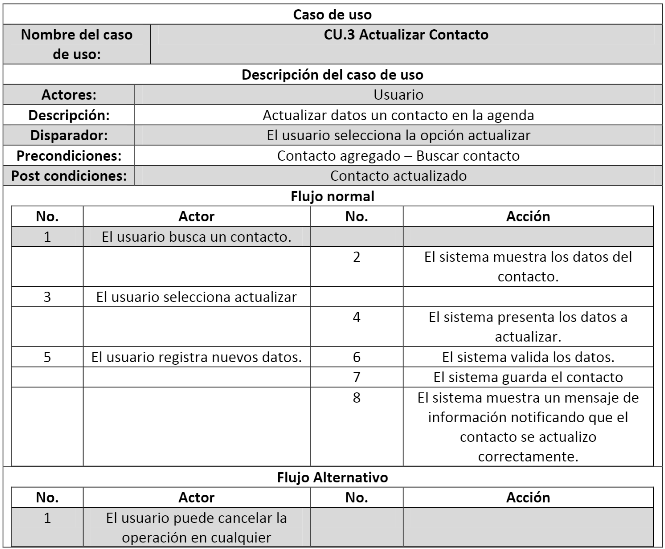 Caso de uso
Nombre del caso CU.3 Actualizar Contacto
de uso:
Descripción del caso de uso
Actores: Usuario
Descripción: Actualizar datos un contacto en la agenda
Disparador: El usuario selecciona la opción actualizar
Precondiciones: Contacto agregado – Buscar contacto
Post condiciones: Contacto actualizado
Flujo normal
No. Actor No. Acción
1 El usuario busca un contacto.
2 El sistema muestra los datos del
contacto.
3 El usuario selecciona actualizar
4 El sistema presenta los datos a
actualizar.
5 El usuario registra nuevos datos. 6 El sistema valida los datos.
7 El sistema guarda el contacto
8 El sistema muestra un mensaje de
información notificando que el
contacto se actualizo
correctamente.
Flujo Alternativo
No. Actor No. Acción
1 El usuario puede cancelar la
operación en cualquier